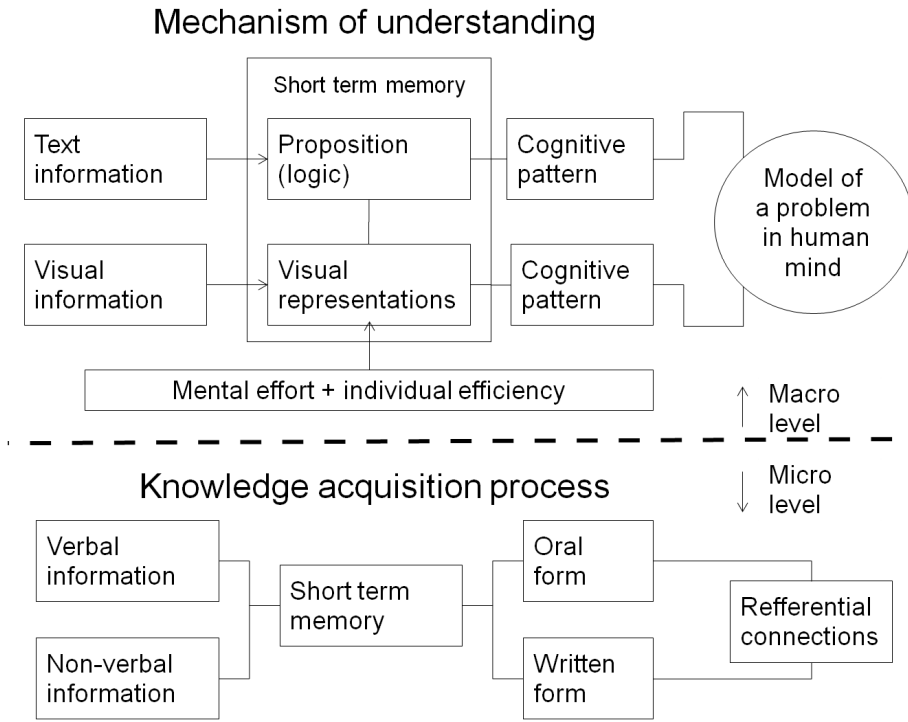 Mechanism of understanding
Short term memory
Text
information
Proposition
(logic)
Cognitive
pattern
Model of
a problem
in human
mind
Visual
information
Visual
representations
Cognitive
pattern
Mental effort + individual efficiency
Macro
level
Micro
level
Knowledge acquisition process
Verbal
information
Short term
memory
Oral
form
Refferential
connections
Non-verbal
information
Written
form